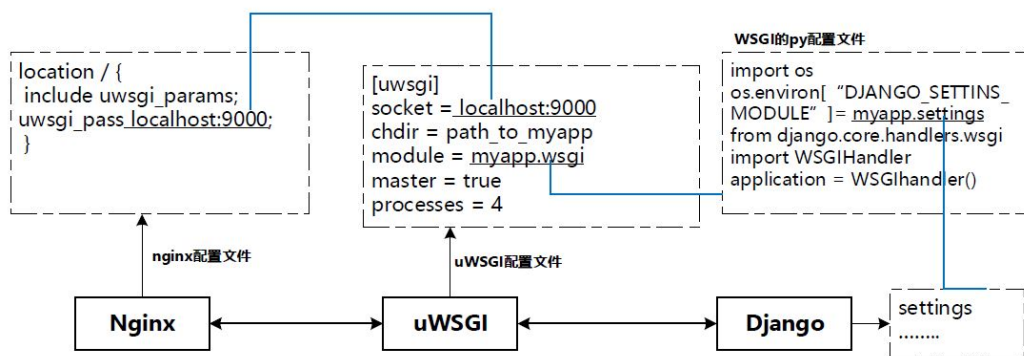 WSGI的py配置文件
location / {
include uwsgi_params;
uwsgi_pass localhost:9000;
}
[uwsgi]
socket = localhost:9000
chdir = path_to_myapp
module = myapp.wsgi
master = true
processes = 4
import os
os.environ[ “DJANGO_SETTINS_
MODULE” ]= myapp.settings
from django.core.handlers.wsgi
import WSGIHandler
application = WSGIhandler()
nginx配置文件
uWSGI配置文件
Nginx
uWSGI
Django
settings
........